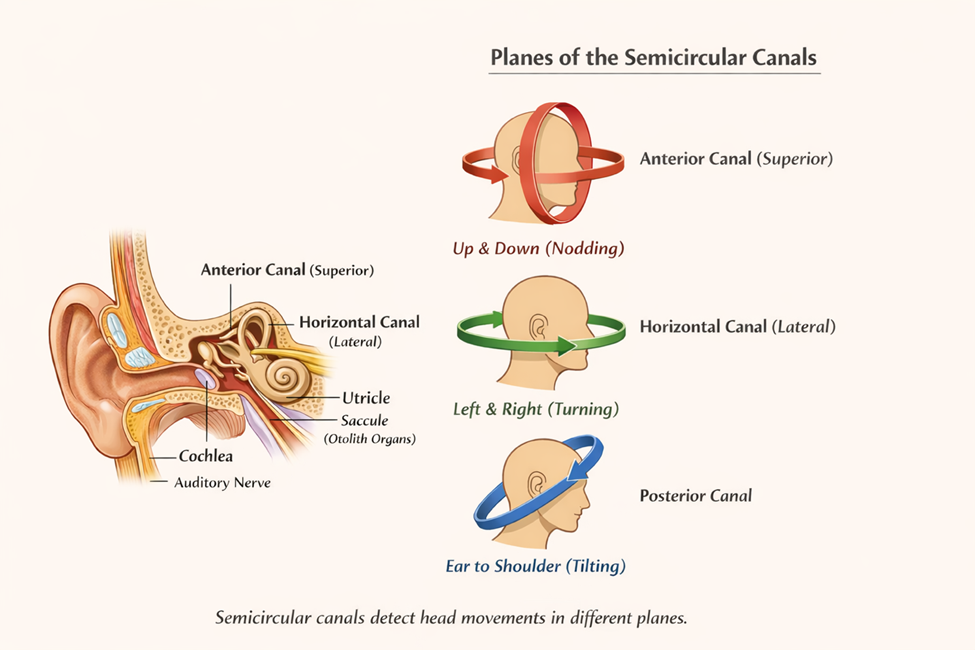 Planes of the Semicircular Canals
Anterior Canal (Superior)
Up & Down (Nodding)
Anterior Canal (Superior)
Horizontal Canal
(Lateral)
Horizontal Canal (Lateral)
Utricle
Left & Right (Turning)
Saccule
(Otolith Organs)
Cochlea
Auditory Nerve
Posterior Canal
Ear to Shoulder (Tilting)
Semicircular canals detect head movements in different planes.